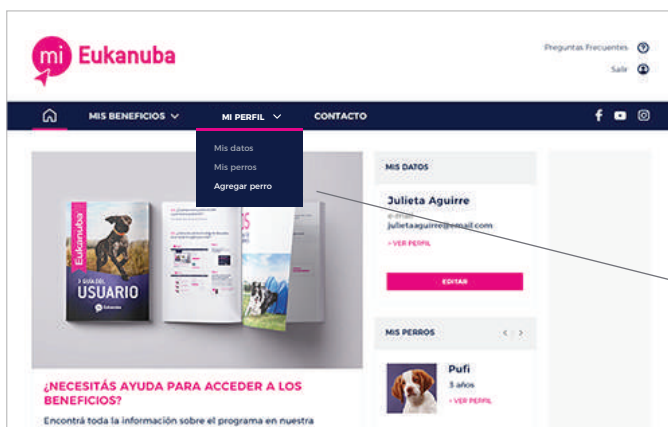 mi Eukanuba
Preguntas Frecuentes
Salir
MIS BENEFICIOS
MI PERFIL
CONTACTO
Mis datos
Mis perros
Agregar perro
Eukanuba
GUÍA DEL
USUARIO
Eukanuba
MIS DATOS
Julieta Aguirre
e-mail
julietaaguirre@email.com
+ VER PERFIL
EDITAR
MIS PERROS
Pufi
3 años
+ VER PERFIL
¿NECESITÁS AYUDA PARA ACCEDER A LOS
BENEFICIOS?
Encontrá toda la información sobre el programa en nuestra